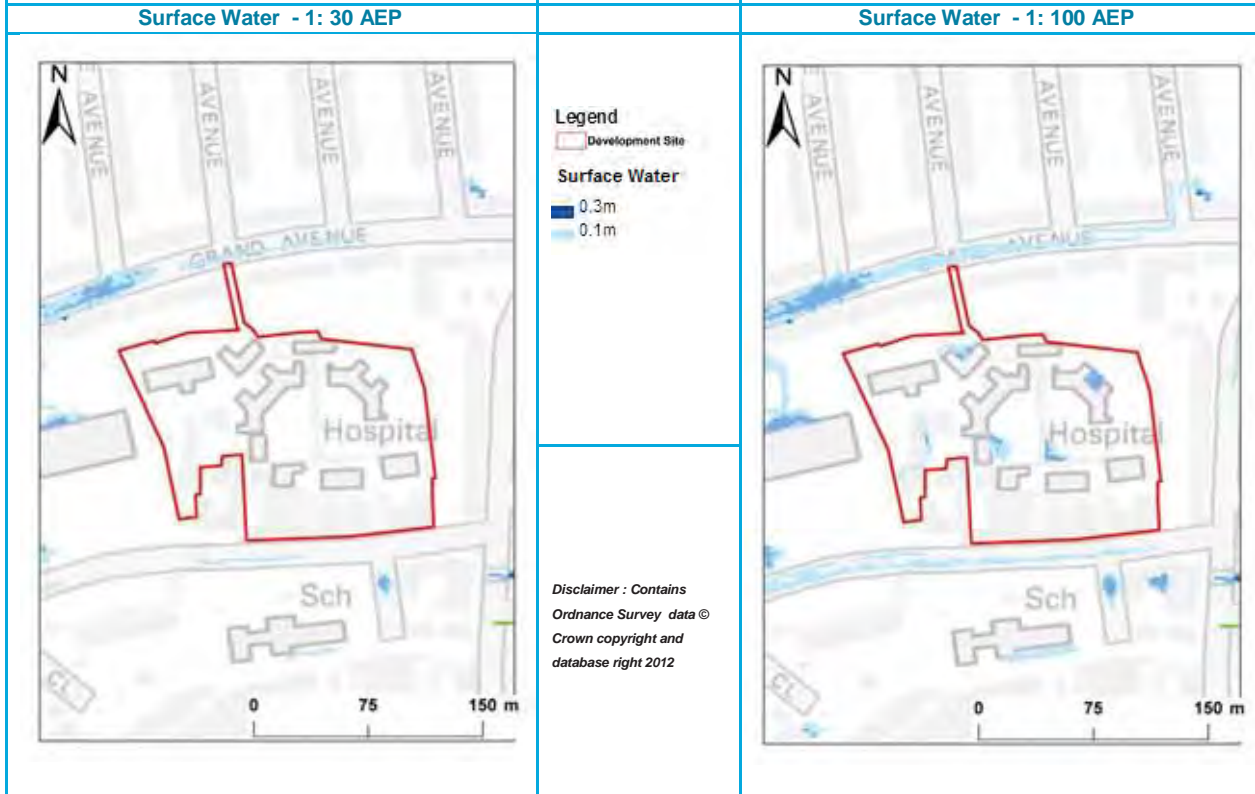 Surface Water - 1: 30 AEP
N
AVENUE
AVENUE
AVENUE
AVENUE
GRAND AVENUE
Hospital
Sch
CL
0 75 150 m
Legend
Development Site
Surface Water
0.3m
0.1m
Disclaimer : Contains
Ordnance Survey data ©
Crown copyright and
database right 2012
Surface Water - 1: 100 AEP
N
AVENUE
AVENUE
AVENUE
AVENUE
AVENUE
Hospital
Sch
CL
0 75 150 m